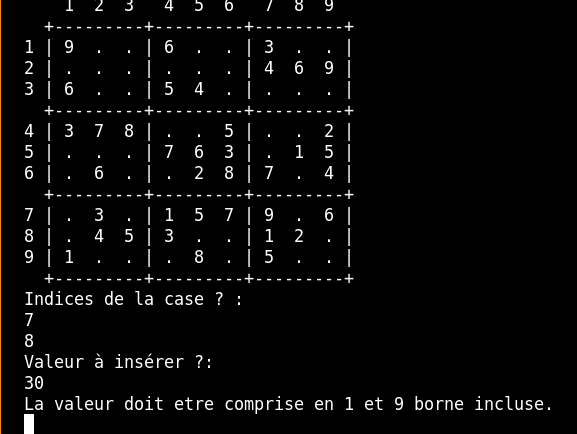 1  2  3   4  5  6   7  8  9
  +---------+---------+---------+
1 | 9  .  . | 6  .  . | 3  .  . |
2 | .  .  . | .  .  . | 4  6  9 |
3 | 6  .  . | 5  4  . | .  .  . |
  +---------+---------+---------+
4 | 3  7  8 | .  .  5 | .  .  2 |
5 | .  .  . | 7  6  3 | .  1  5 |
6 | .  6  . | .  2  8 | 7  .  4 |
  +---------+---------+---------+
7 | .  3  . | 1  5  7 | 9  .  6 |
8 | .  4  5 | 3  .  . | 1  2  . |
9 | 1  .  . | .  8  . | 5  .  . |
  +---------+---------+---------+
Indices de la case ? :
7
8
Valeur à insérer ?:
30
La valeur doit etre comprise en 1 et 9 borne incluse.